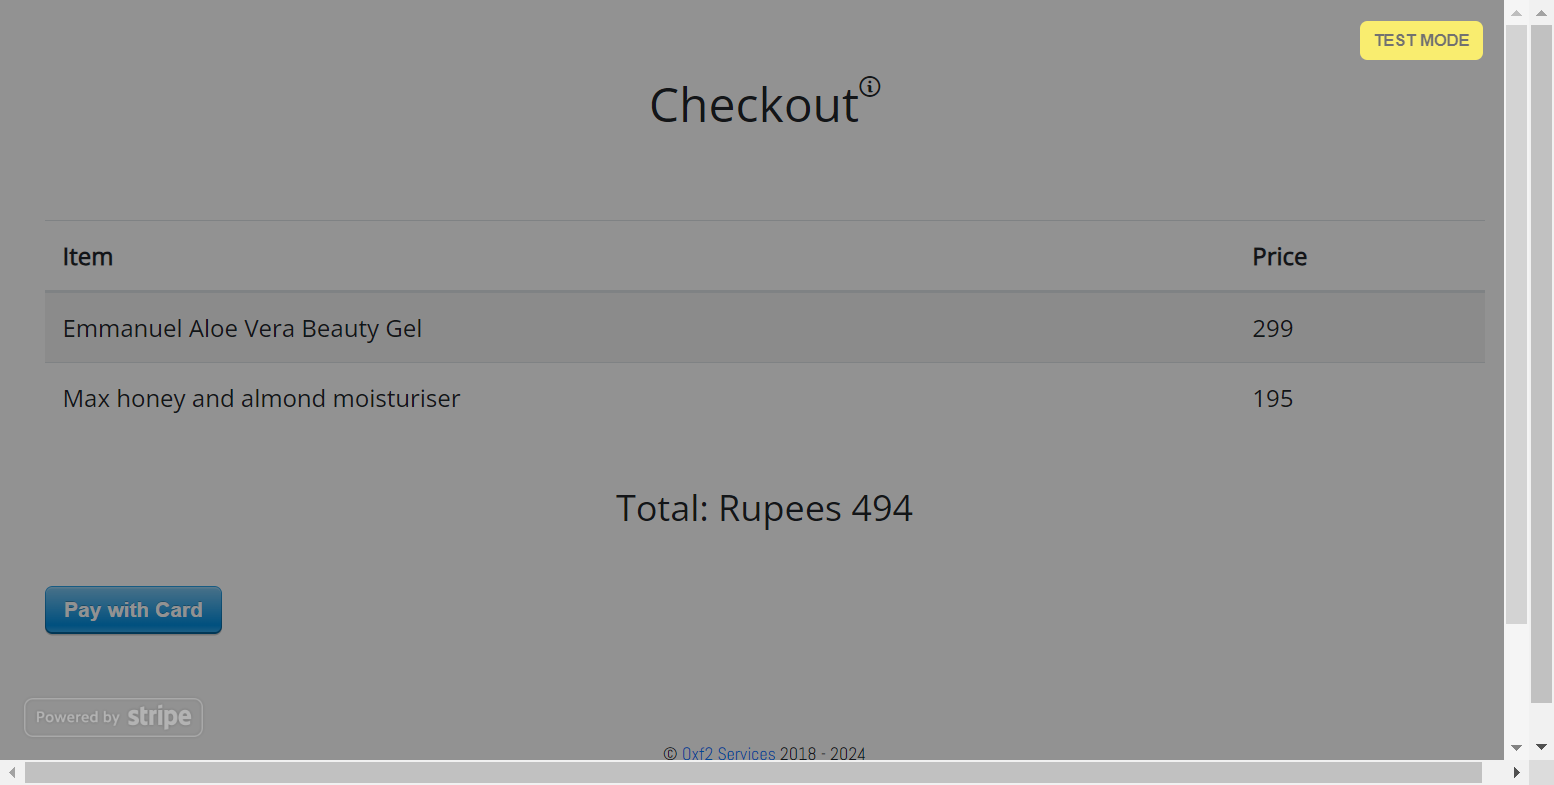 TEST MODE
Checkout
Item Price
Emmanuel Aloe Vera Beauty Gel 299
Max honey and almond moisturiser 195
Total: Rupees 494
Pay with Card
Powered by stripe
© Qxf2 Services 2018 - 2024